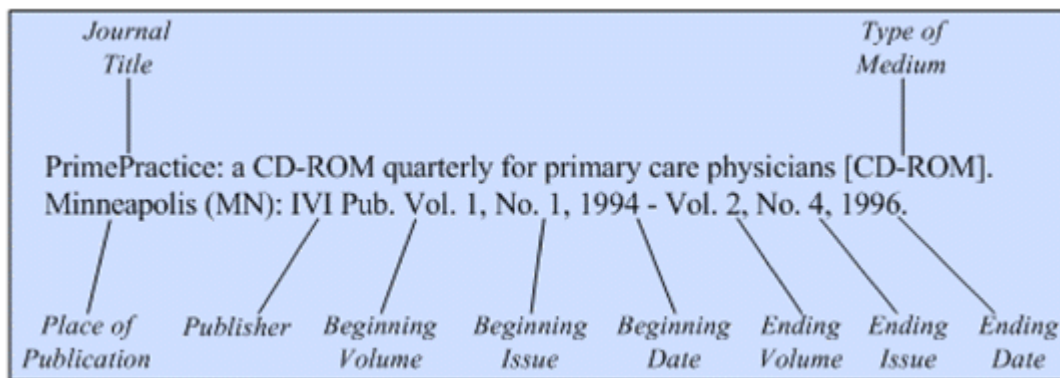 Journal Type of
Title Medium
PrimePractice: a CD-ROM quarterly for primary care physicians [CD-ROM].
Minneapolis (MN): IVI Pub. Vol. 1, No. 1, 1994 - Vol. 2, No. 4, 1996.
Place of Publisher Beginning Beginning Beginning Ending Ending Ending
Publication Volume Issue Date Volume Issue Date